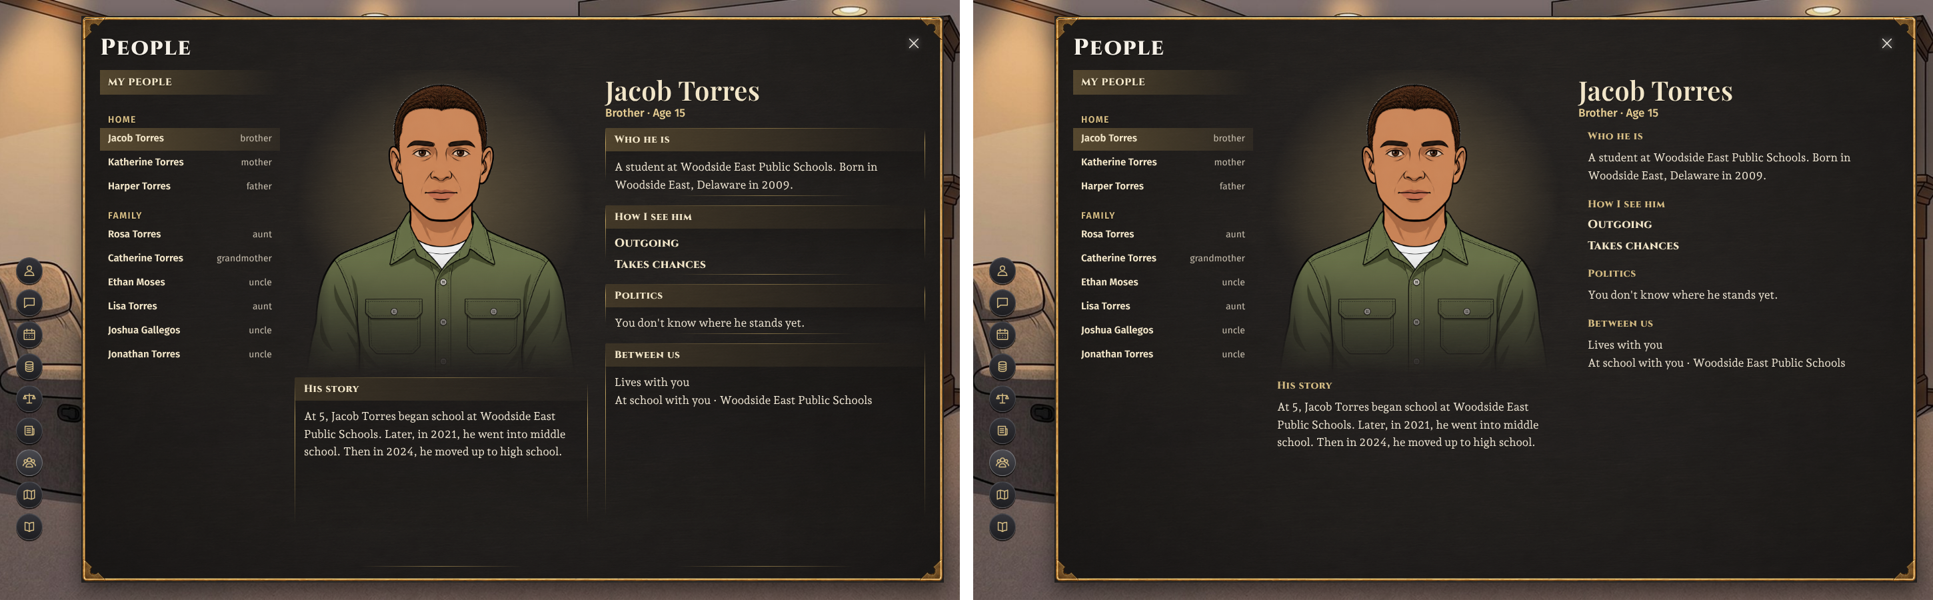 People
MY PEOPLE
HOME
Jacob Torres brother
Katherine Torres mother
Harper Torres father
FAMILY
Rosa Torres aunt
Catherine Torres grandmother
Ethan Moses uncle
Lisa Torres aunt
Joshua Gallegos uncle
Jonathan Torres uncle
His story
At 5, Jacob Torres began school at Woodside East
Public Schools. Later, in 2021, he went into middle
school. Then in 2024, he moved up to high school.
Jacob Torres
Brother · Age 15
Who he is
A student at Woodside East Public Schools. Born in
Woodside East, Delaware in 2009.
How I see him
Outgoing
Takes chances
Politics
You don't know where he stands yet.
Between us
Lives with you
At school with you · Woodside East Public Schools
People
MY PEOPLE
HOME
Jacob Torres brother
Katherine Torres mother
Harper Torres father
FAMILY
Rosa Torres aunt
Catherine Torres grandmother
Ethan Moses uncle
Lisa Torres aunt
Joshua Gallegos uncle
Jonathan Torres uncle
His story
At 5, Jacob Torres began school at Woodside East
Public Schools. Later, in 2021, he went into middle
school. Then in 2024, he moved up to high school.
Jacob Torres
Brother · Age 15
Who he is
A student at Woodside East Public Schools. Born in
Woodside East, Delaware in 2009.
How I see him
Outgoing
Takes chances
Politics
You don't know where he stands yet.
Between us
Lives with you
At school with you · Woodside East Public Schools